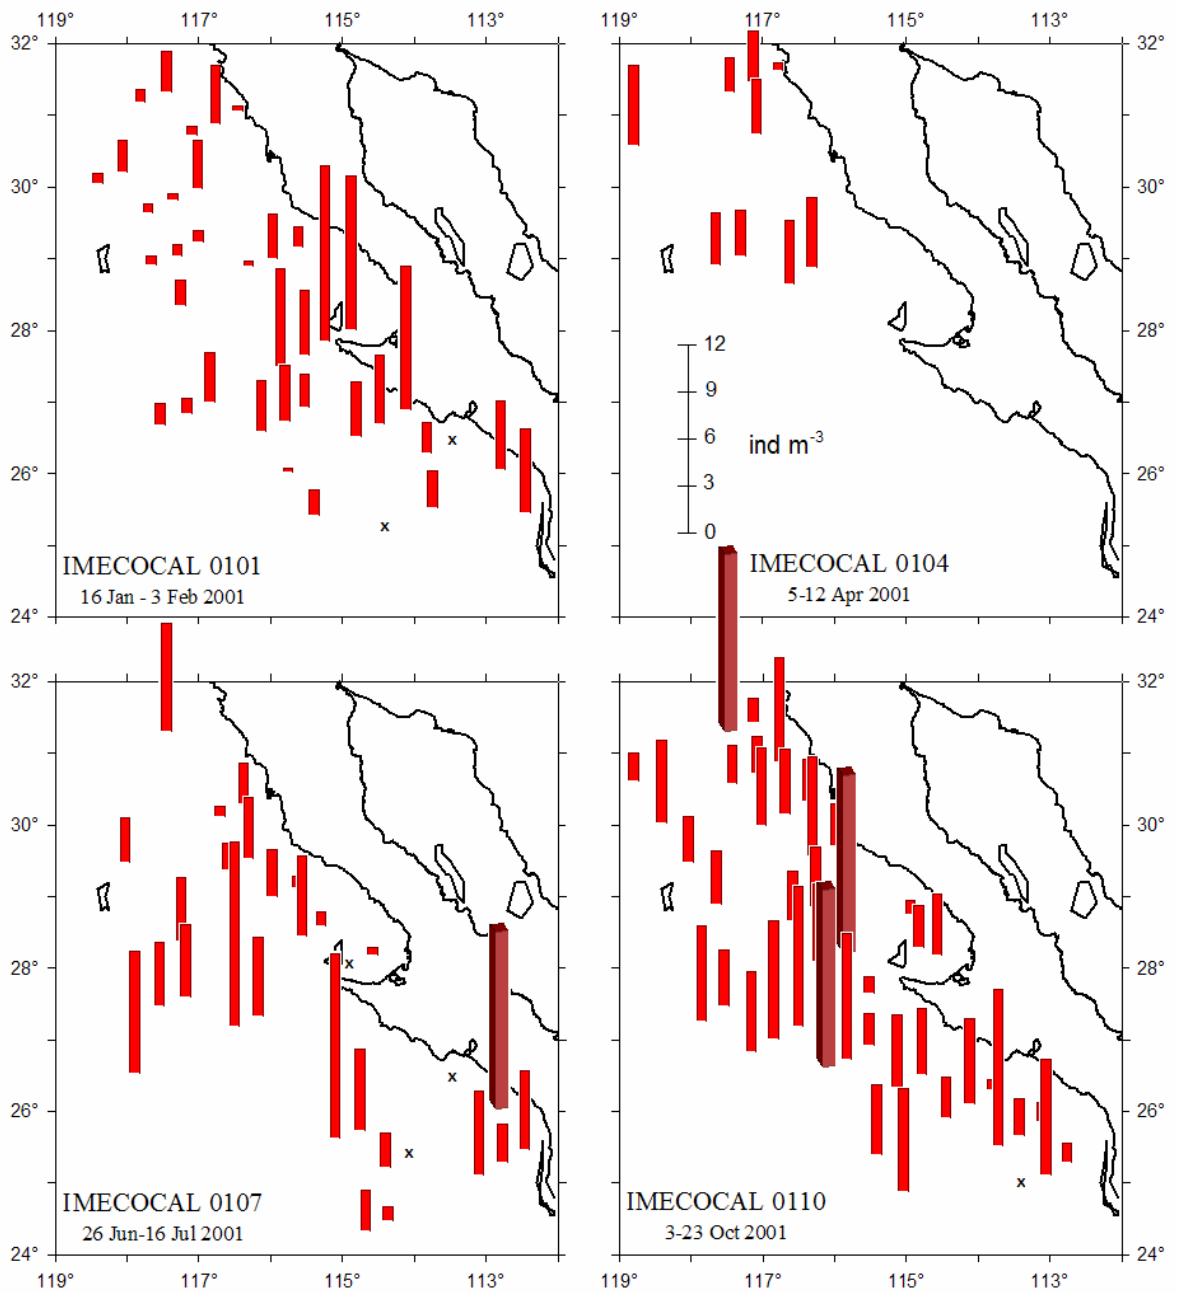 119° 117° 115° 113° 119° 117° 115° 113°
32° 32°
30° 30°
28° 28°
12
9
6 ind m-3
x
26° 3 26°
x 0
IMECOCAL 0101 IMECOCAL 0104
16 Jan - 3 Feb 2001 5-12 Apr 2001
24° 24°
32° 32°
30° 30°
28° x 28°
x
26° 26°
x
x
IMECOCAL 0107 IMECOCAL 0110
26 Jun-16 Jul 2001 3-23 Oct 2001
24° 24°
119° 117° 115° 113° 119° 117° 115° 113°